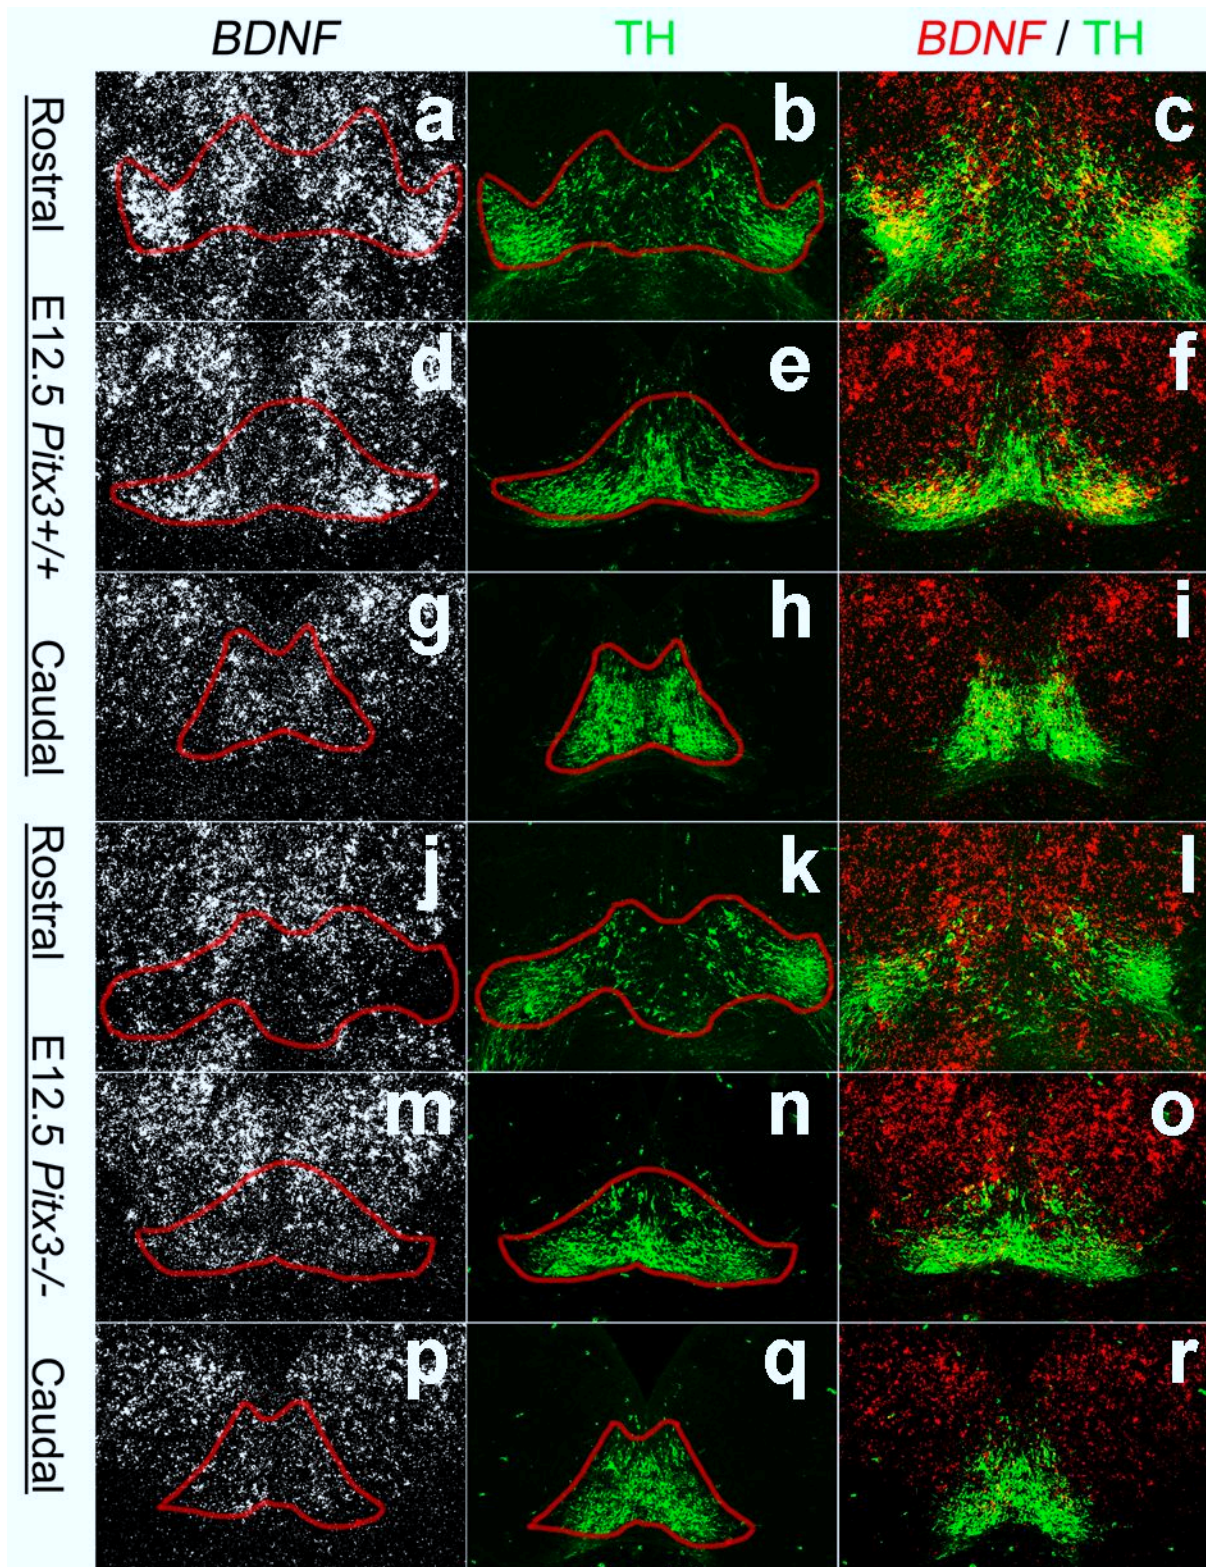 BDNF TH BDNF / TH
Rostral E12.5 Pitx3+/+ Caudal
a b c
d e f
g h i
Rostral E12.5 Pitx3-/- Caudal
j k l
m n o
p q r